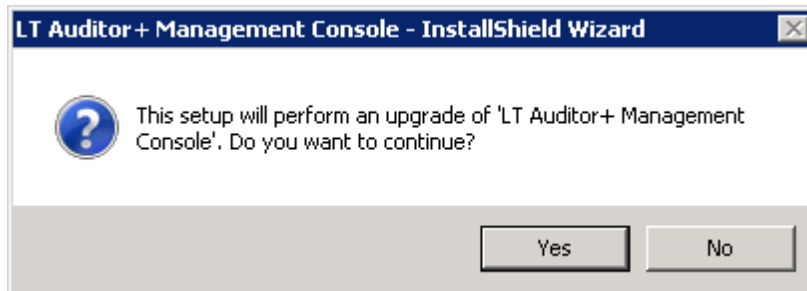 LT Auditor+ Management Console - InstallShield Wizard
This setup will perform an upgrade of 'LT Auditor+ Management
Console'. Do you want to continue?
Yes
No